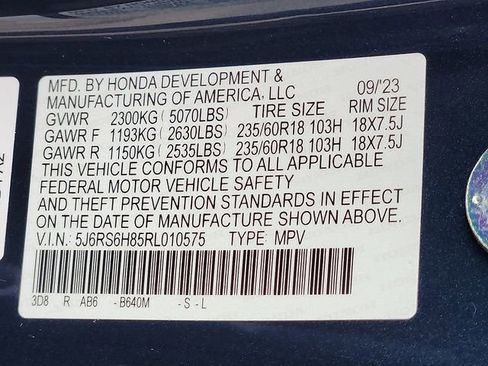 MFD. BY HONDA DEVELOPMENT &
MANUFACTURING OF AMERICA, LLC 09/'23
GVWR 2300KG ( 5070LBS) TIRE SIZE RIM SIZE
GAWR F 1193KG ( 2630LBS) 235/60R18 103H 18X7.5J
GAWR R 1150KG ( 2535LBS) 235/60R18 103H 18X7.5J
THIS VEHICLE CONFORMS TO ALL APPLICABLE
FEDERAL MOTOR VEHICLE SAFETY
AND THEFT PREVENTION STANDARDS IN EFFECT
ON THE DATE OF MANUFACTURE SHOWN ABOVE.
V.I.N.: 5J6RS6H85RL010575 TYPE: MPV
3D8 R AB6 - B640M - S - L